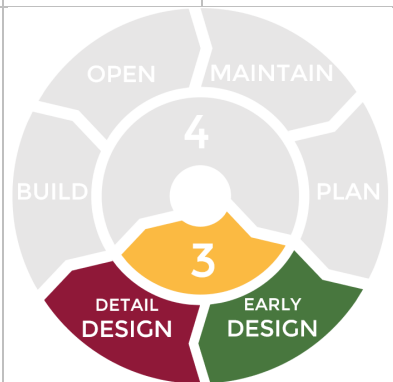 OPEN
MAINTAIN
4
BUILD
PLAN
3
DETAIL
DESIGN
EARLY
DESIGN